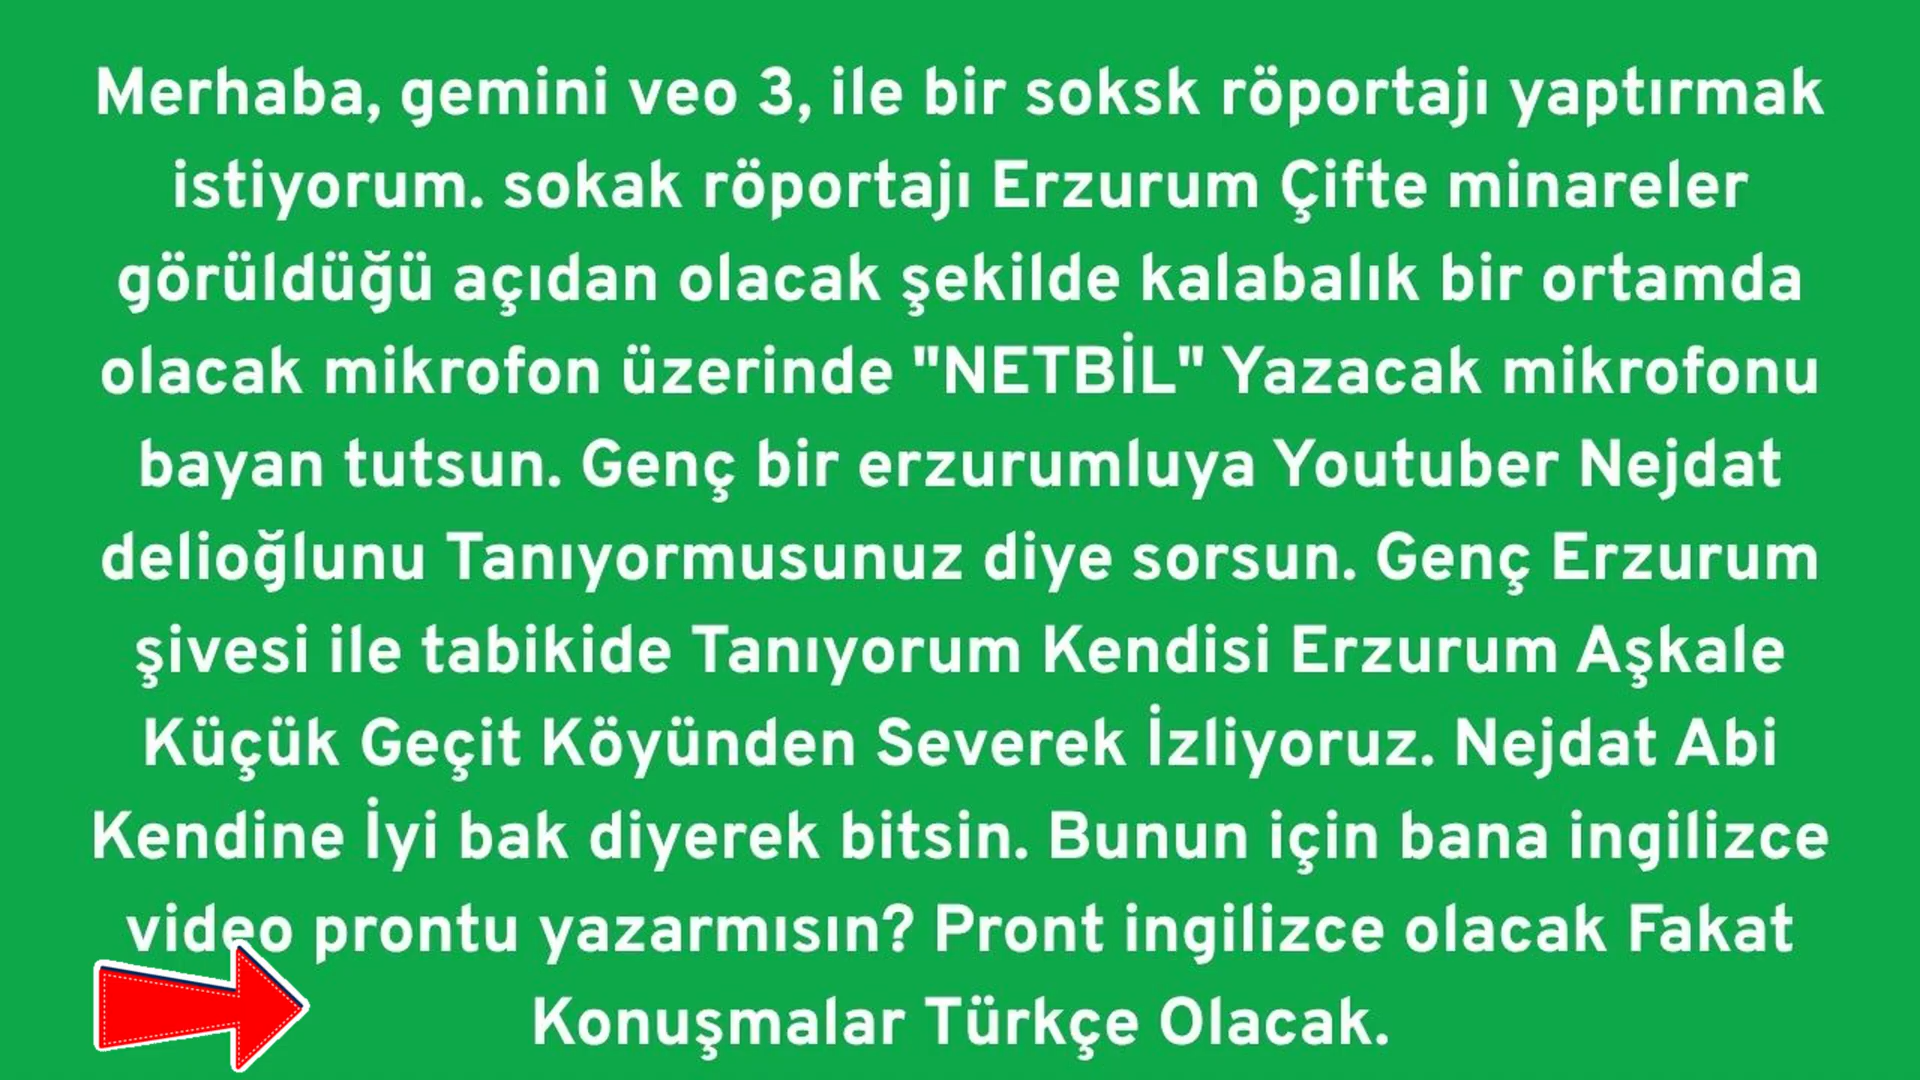 Merhaba, gemini veo 3, ile bir soksk röportajı yaptırmak
istiyorum. sokak röportajı Erzurum Çifte minareler
görüldüğü açıdan olacak şekilde kalabalık bir ortamda
olacak mikrofon üzerinde "NETBİL" Yazacak mikrofonu
bayan tutsun. Genç bir erzurumluya Youtuber Nejdat
delioğlunu Tanıyormusunuz diye sorsun. Genç Erzurum
şivesi ile tabikide Tanıyorum Kendisi Erzurum Aşkale
Küçük Geçit Köyünden Severek İzliyoruz. Nejdat Abi
Kendine İyi bak diyerek bitsin. Bunun için bana ingilizce
video prontu yazarmısın? Pront ingilizce olacak Fakat
Konuşmalar Türkçe Olacak.